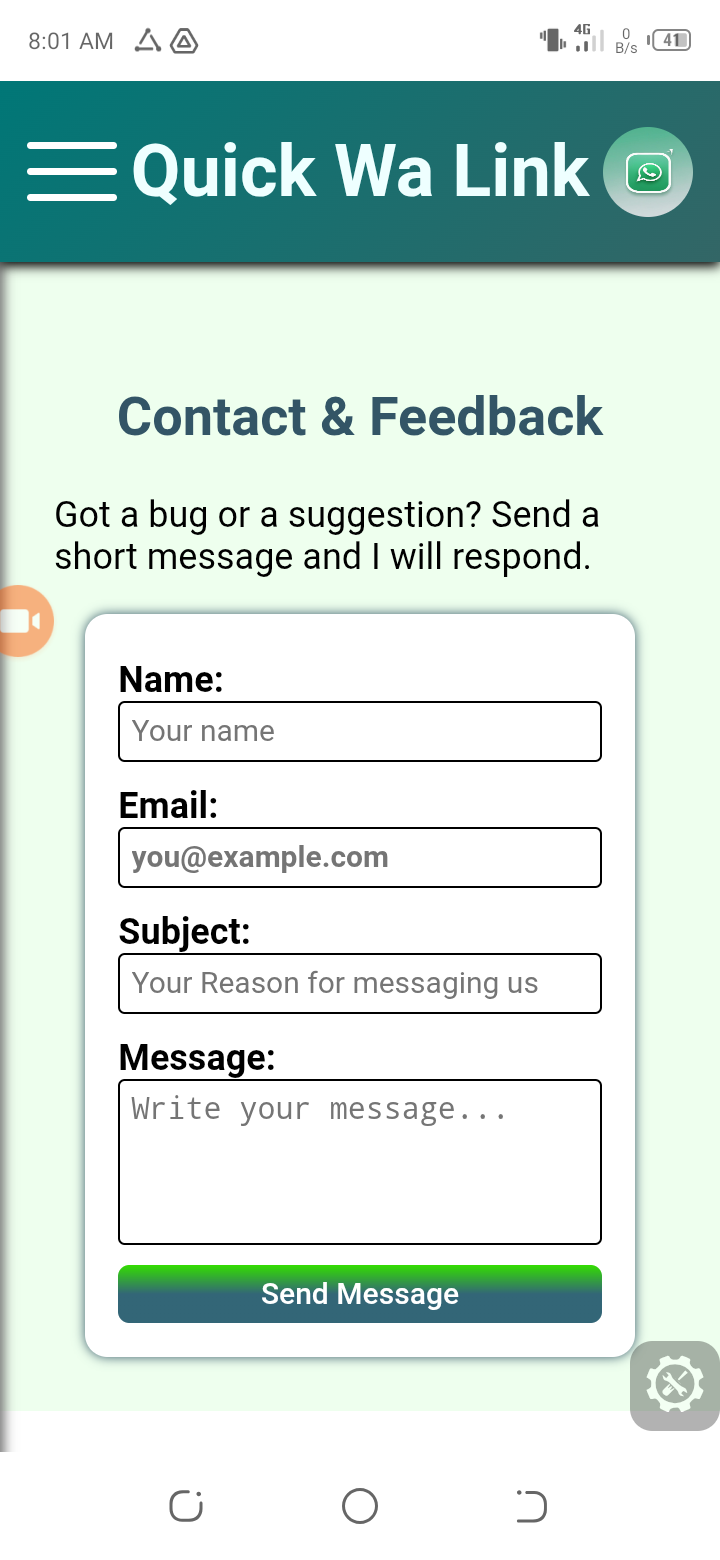 8:01 AM
4G
0
B/s
41
Quick Wa Link
Contact & Feedback
Got a bug or a suggestion? Send a
short message and I will respond.
Name:
Your name
Email:
you@example.com
Subject:
Your Reason for messaging us
Message:
Write your message...
Send Message